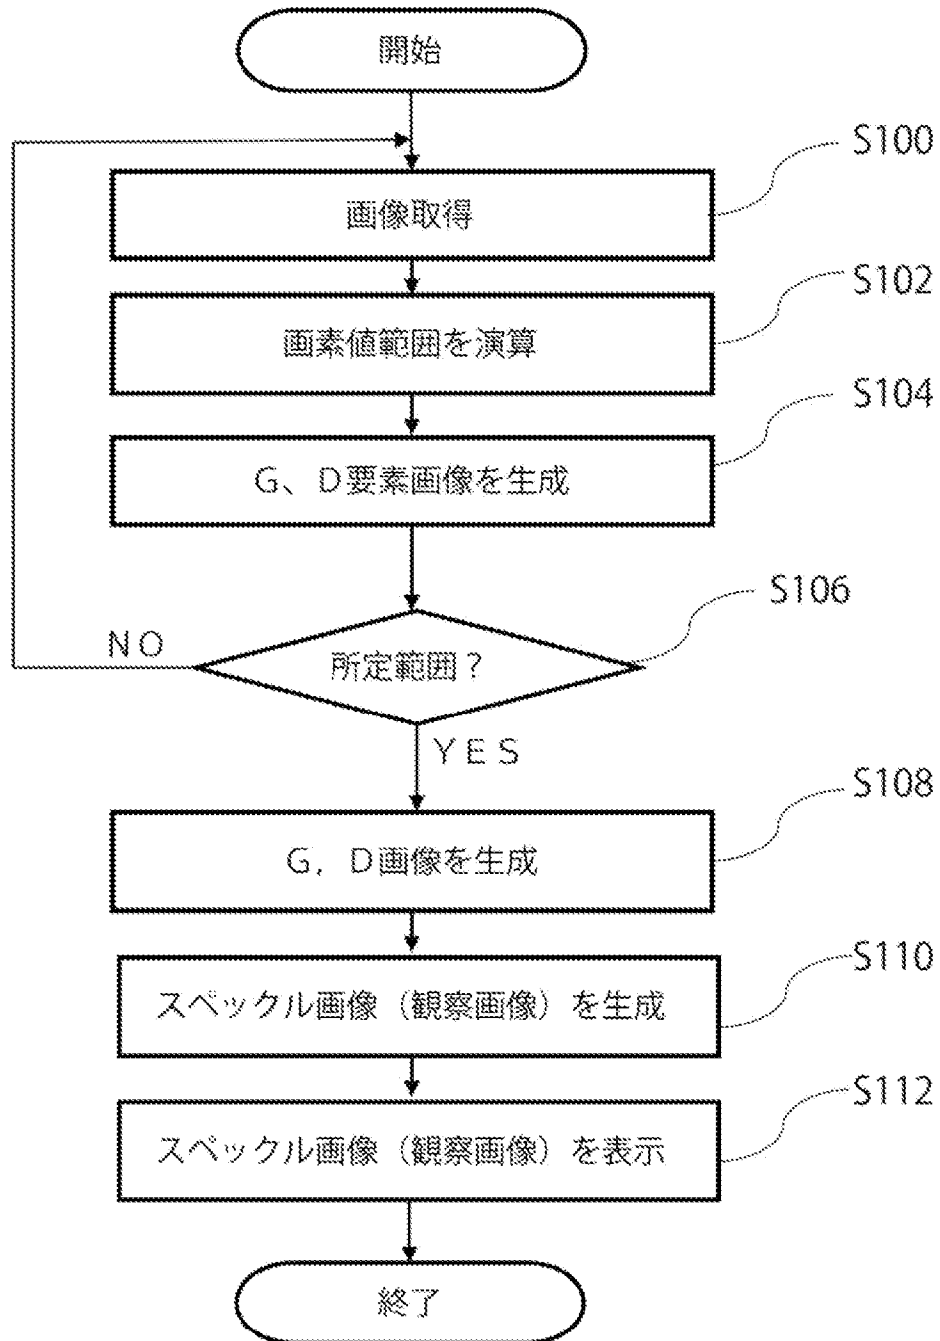 開始
S100
画像取得
S102
画素値範囲を演算
S104
G、D要素画像を生成
S106
NO
所定範囲?
YES
S108
G, D画像を生成
S110
スペックル画像(観察画像)を生成
S112
スペックル画像(観察画像)を表示
終了